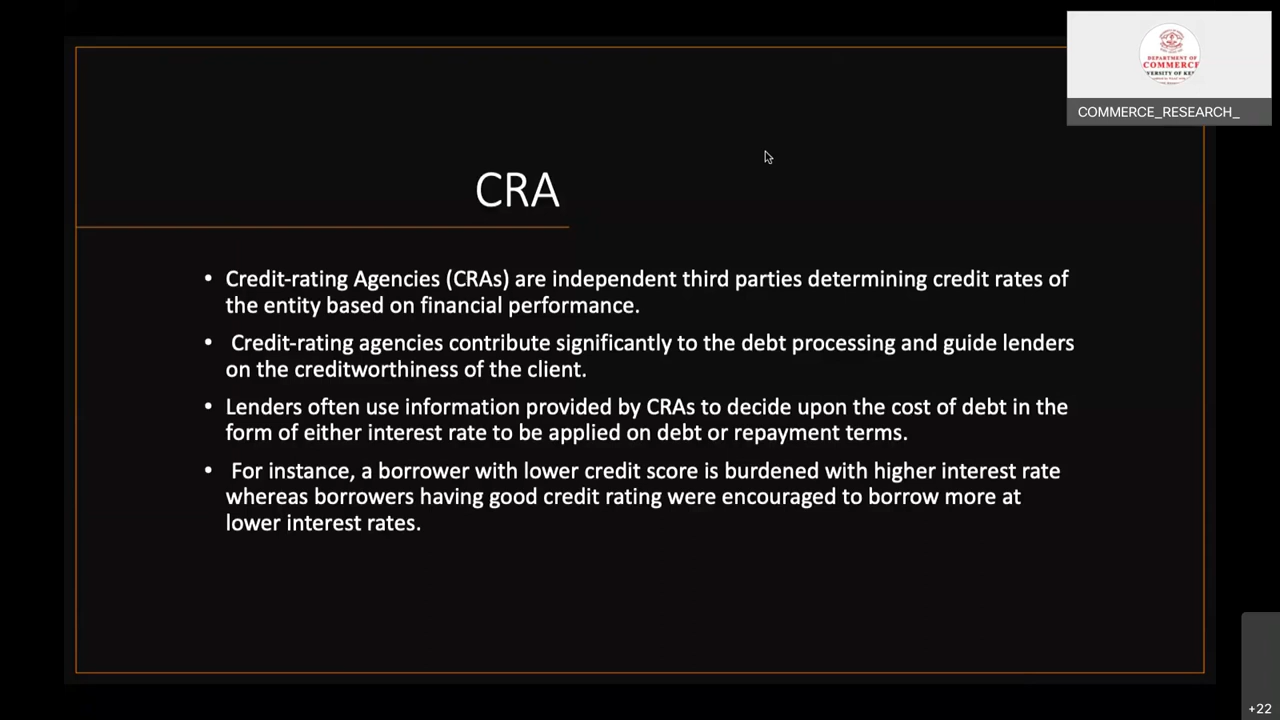 DEPARTMENT OF
COMMERCE
COMMERCE_RESEARCH_
CRA
• Credit-rating Agencies (CRAs) are independent third parties determining credit rates of
the entity based on financial performance.
• Credit-rating agencies contribute significantly to the debt processing and guide lenders
on the creditworthiness of the client.
• Lenders often use information provided by CRAs to decide upon the cost of debt in the
form of either interest rate to be applied on debt or repayment terms.
• For instance, a borrower with lower credit score is burdened with higher interest rate
whereas borrowers having good credit rating were encouraged to borrow more at
lower interest rates.
+22